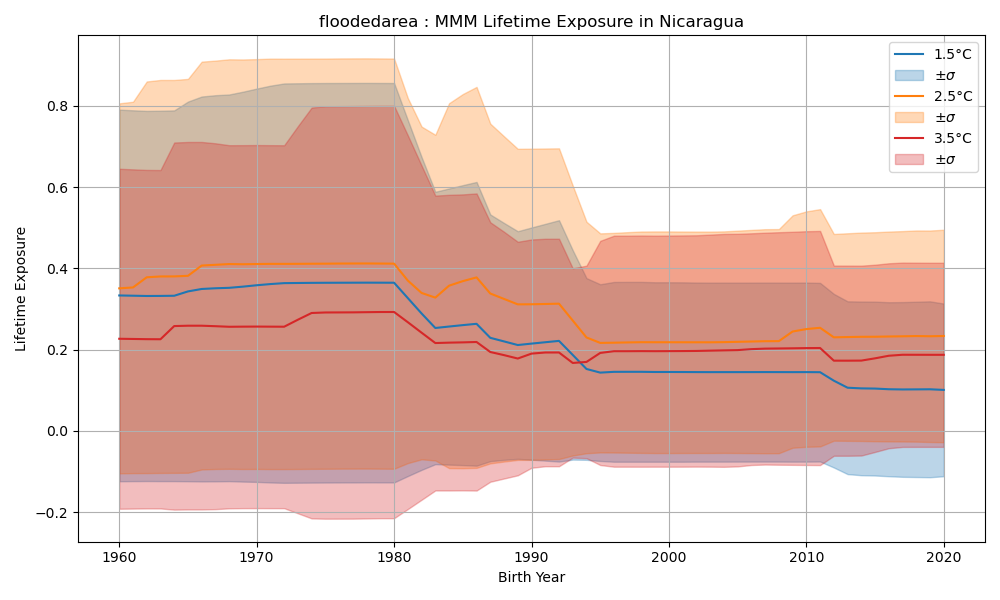 floodedarea : MMM Lifetime Exposure in Nicaragua
1.5°C
±σ
2.5°C
±σ
3.5°C
±σ
Lifetime Exposure
0.8
0.6
0.4
0.2
0.0
−0.2
1960
1970
1980
1990
2000
2010
2020
Birth Year